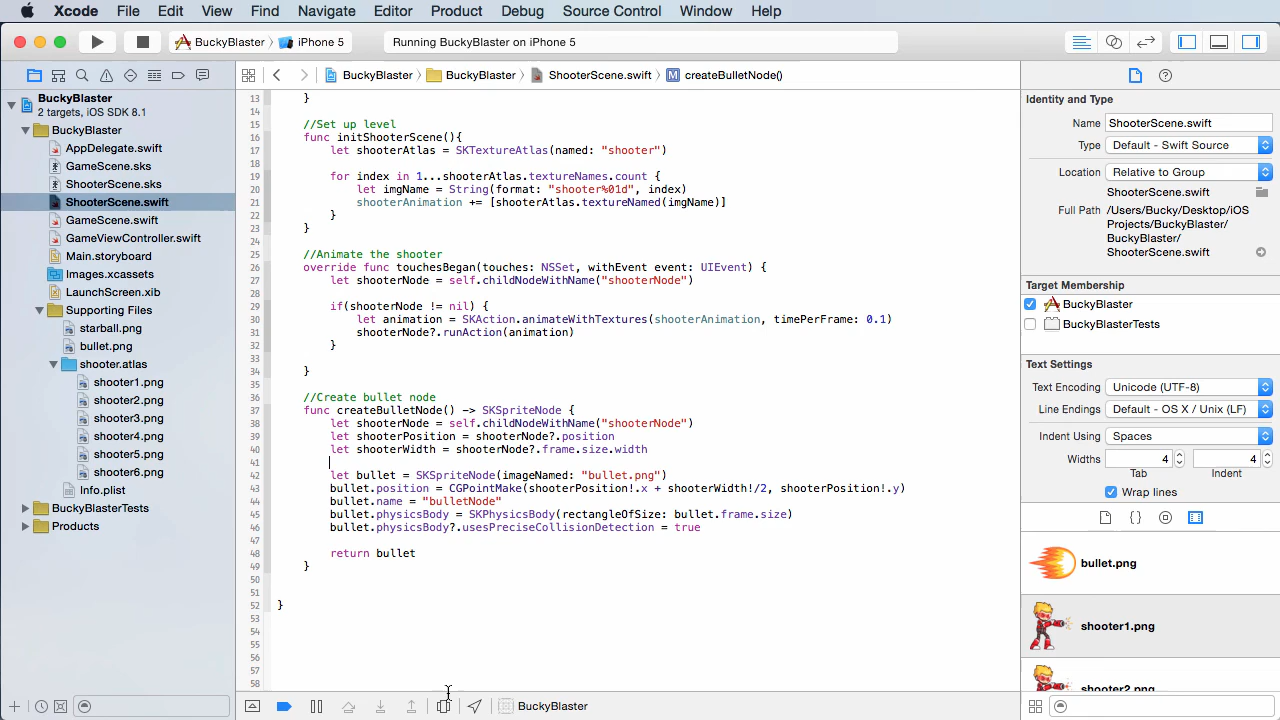 Xcode File Edit View Find Navigate Editor Product Debug Source Control Window Help
BuckyBlaster iPhone 5 Running BuckyBlaster on iPhone 5
BuckyBlaster BuckyBlaster ShooterScene.swift M createBulletNode()
BuckyBlaster
2 targets, iOS SDK 8.1
BuckyBlaster
AppDelegate.swift
GameScene.sks
ShooterScene.sks
ShooterScene.swift
GameScene.swift
GameViewController.swift
Main.storyboard
Images.xcassets
LaunchScreen.xib
Supporting Files
starball.png
bullet.png
shooter.atlas
shooter1.png
shooter2.png
shooter3.png
shooter4.png
shooter5.png
shooter6.png
Info.plist
BuckyBlasterTests
Products
13 }
14
15 //Set up level
16 func initShooterScene(){
17 let shooterAtlas = SKTextureAtlas(named: "shooter")
18
19 for index in 1...shooterAtlas.textureNames.count {
20 let imgName = String(format: "shooter%01d", index)
21 shooterAnimation += [shooterAtlas.textureNamed(imgName)]
22 }
23 }
24
25 //Animate the shooter
26 override func touchesBegan(touches: NSSet, withEvent event: UIEvent) {
27 let shooterNode = self.childNodeWithName("shooterNode")
28
29 if(shooterNode != nil) {
30 let animation = SKAction.animateWithTextures(shooterAnimation, timePerFrame: 0.1)
31 shooterNode?.runAction(animation)
32 }
33
34 }
35
36 //Create bullet node
37 func createBulletNode() -> SKSpriteNode {
38 let shooterNode = self.childNodeWithName("shooterNode")
39 let shooterPosition = shooterNode?.position
40 let shooterWidth = shooterNode?.frame.size.width
41
42 let bullet = SKSpriteNode(imageNamed: "bullet.png")
43 bullet.position = CGPointMake(shooterPosition!.x + shooterWidth!/2, shooterPosition!.y)
44 bullet.name = "bulletNode"
45 bullet.physicsBody = SKPhysicsBody(rectangleOfSize: bullet.frame.size)
46 bullet.physicsBody?.usesPreciseCollisionDetection = true
47
48 return bullet
49 }
50
51
52 }
53
54
55
56
57
58
BuckyBlaster
Identity and Type
Name ShooterScene.swift
Type Default - Swift Source
Location Relative to Group
ShooterScene.swift
Full Path /Users/Bucky/Desktop/iOS
Projects/BuckyBlaster/
BuckyBlaster/
ShooterScene.swift
Target Membership
BuckyBlaster
BuckyBlasterTests
Text Settings
Text Encoding Unicode (UTF-8)
Line Endings Default - OS X / Unix (LF)
Indent Using Spaces
Widths 4 4
Tab Indent
Wrap lines
{}
bullet.png
shooter1.png
shooter2.png